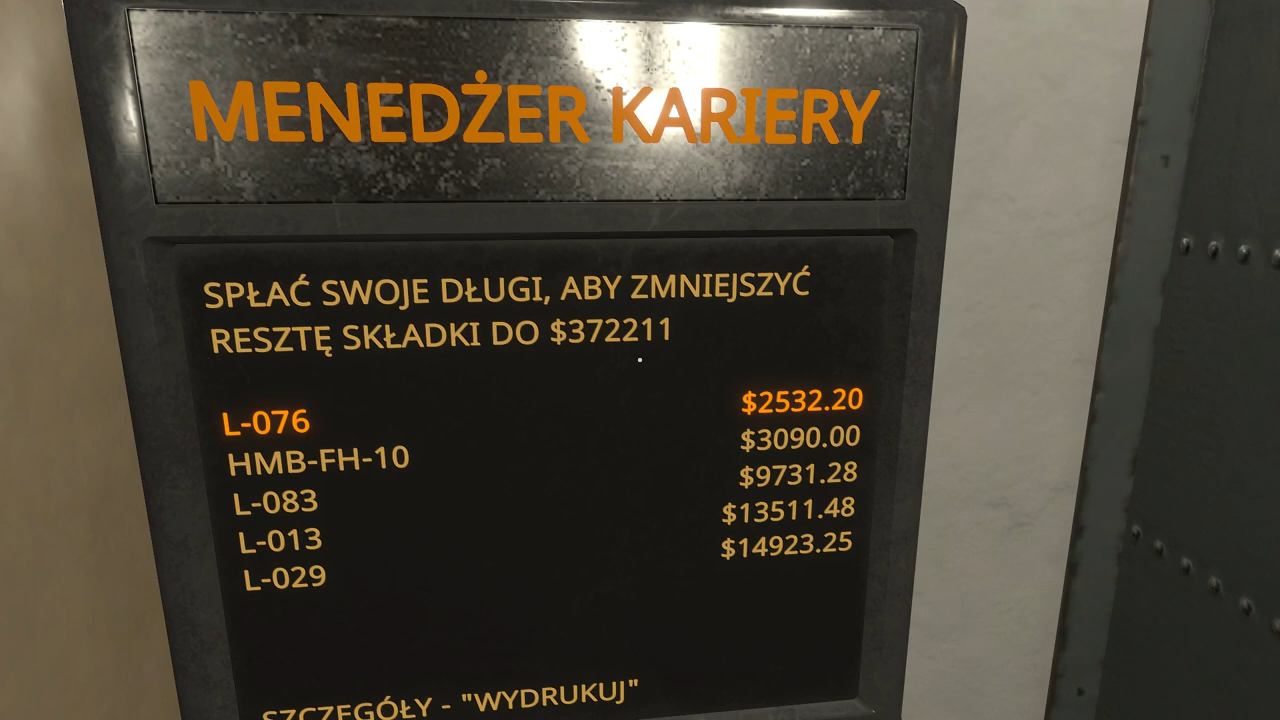 MENEDŻER KARIERY
SPŁAĆ SWOJE DŁUGI, ABY ZMNIEJSZYĆ
RESZTĘ SKŁADKI DO $372211
L-076 $2532.20
HMB-FH-10 $3090.00
L-083 $9731.28
L-013 $13511.48
L-029 $14923.25
SZCZEGÓŁY - "WYDRUKUJ"